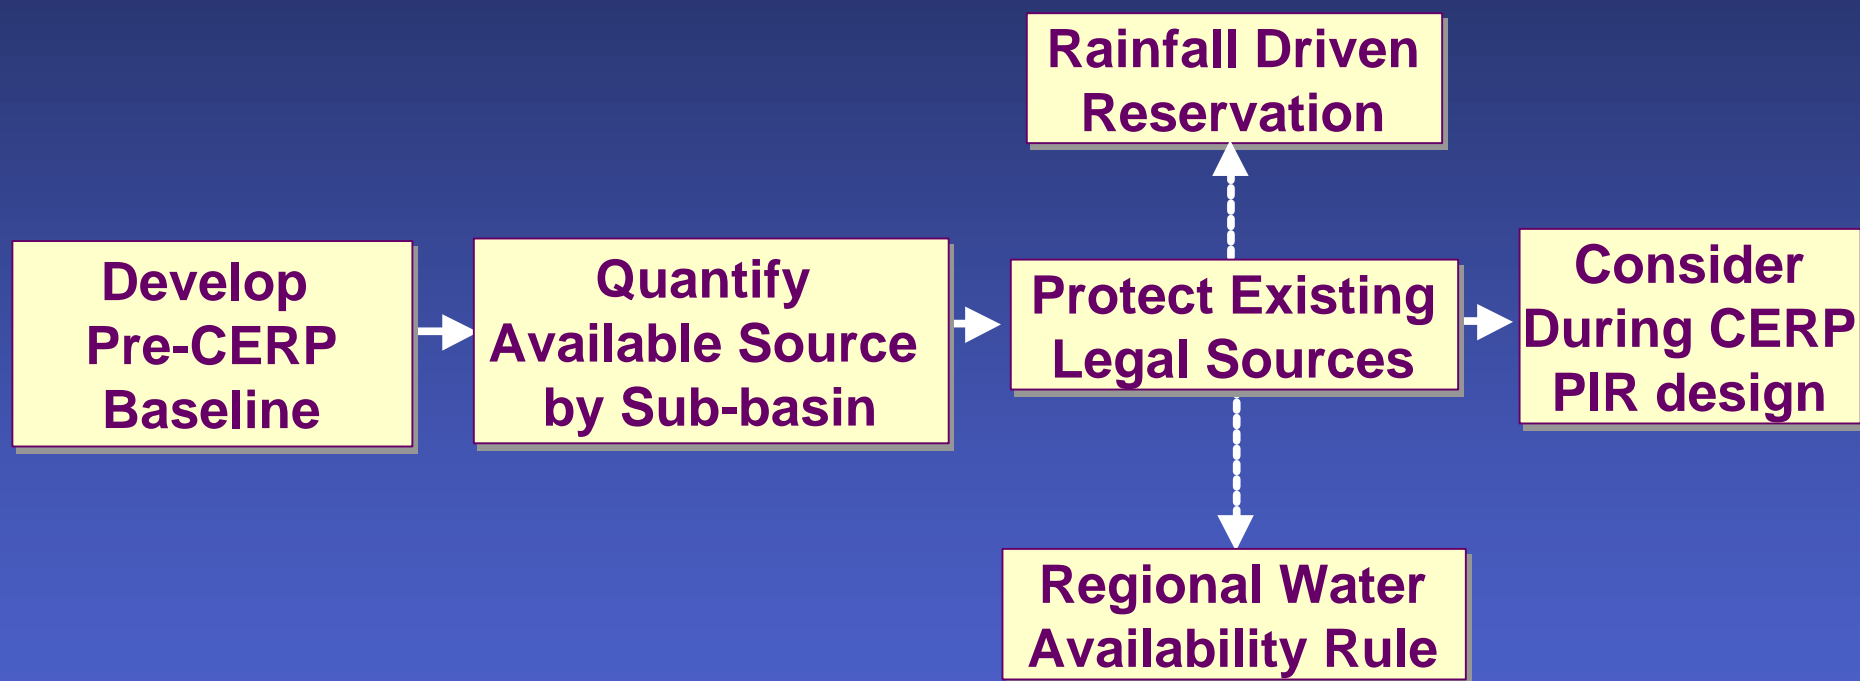 Rainfall Driven
Reservation
Develop
Pre-CERP
Baseline
Quantify
Available Source
by Sub-basin
Protect Existing
Legal Sources
Consider
During CERP
PIR design
Regional Water
Availability Rule